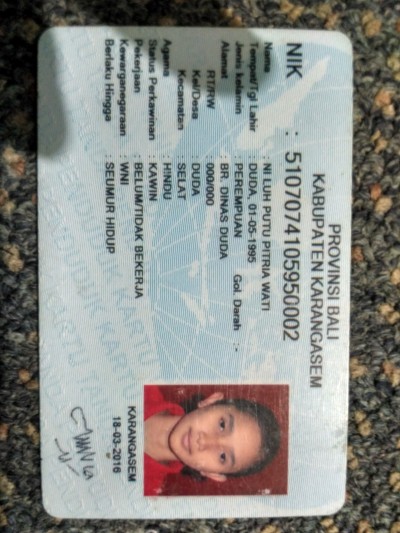 PROVINSI BALI
KABUPATEN KARANGASEM
NIK : 5107074105950002
Nama : NI LUH PUTU PITRIA WATI
Tempat/Tgl Lahir : DUDA, 01-05-1995
Jenis kelamin : PEREMPUAN Gol. Darah : -
Alamat : BR. DINAS DUDA
RT/RW : 000/000
Kel/Desa : DUDA
Kecamatan : SELAT
Agama : HINDU
Status Perkawinan : KAWIN
Pekerjaan : BELUM/TIDAK BEKERJA
Kewarganegaraan : WNI
Berlaku Hingga : SEUMUR HIDUP
KARANGASEM
18-03-2016